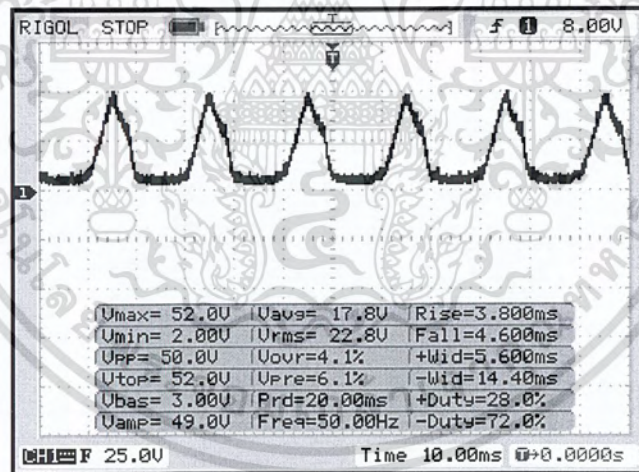 RIGOL STOP f 1 8.00V
T
1
Vmax= 52.0V Vavg= 17.8V Rise=3.800ms
Vmin= 2.00V Vrms= 22.8V Fall=4.600ms
Vpp= 50.0V Vovr=4.1% +Wid=5.600ms
Vtop= 52.0V Vpre=6.1% -Wid=14.40ms
Vbas= 3.00V Prd=20.00ms +Duty=28.0%
Vamp= 49.0V Freq=50.00Hz -Duty=72.0%
CH1 F 25.0V Time 10.00ms T→0.0000s